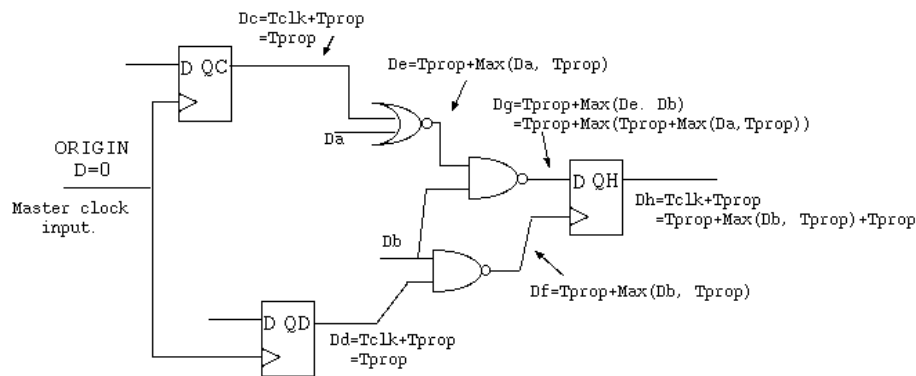 Dc=Tclk+Tprop
=Tprop
D QC
De=Tprop+Max(Da, Tprop)
Dg=Tprop+Max(De. Db)
=Tprop+Max(Tprop+Max(Da,Tprop))
Da
ORIGIN
D=0
Master clock
input.
D QH
Dh=Tclk+Tprop
=Tprop+Max(Db, Tprop)+Tprop
Db
Df=Tprop+Max(Db, Tprop)
D QD
Dd=Tclk+Tprop
=Tprop